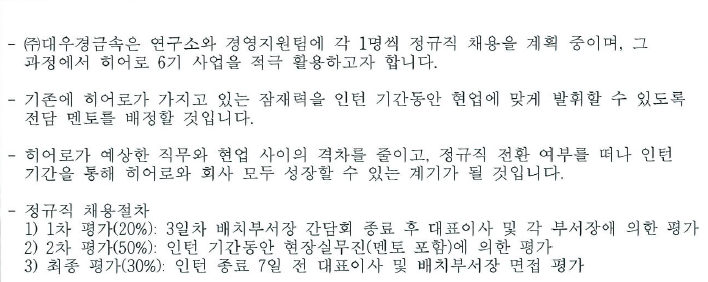 - ㈜대우경금속은 연구소와 경영지원팀에 각 1명씩 정규직 채용을 계획 중이며, 그
과정에서 히어로 6기 사업을 적극 활용하고자 합니다.
- 기존에 히어로가 가지고 있는 잠재력을 인턴 기간동안 현업에 맞게 발휘할 수 있도록
전담 멘토를 배정할 것입니다.
- 히어로가 예상한 직무와 현업 사이의 격차를 줄이고, 정규직 전환 여부를 떠나 인턴
기간을 통해 히어로와 회사 모두 성장할 수 있는 계기가 될 것입니다.
- 정규직 채용절차
1) 1차 평가(20%): 3일차 배치부서장 간담회 종료 후 대표이사 및 각 부서장에 의한 평가
2) 2차 평가(50%): 인턴 기간동안 현장실무진(멘토 포함)에 의한 평가
3) 최종 평가(30%): 인턴 종료 7일 전 대표이사 및 배치부서장 면접 평가